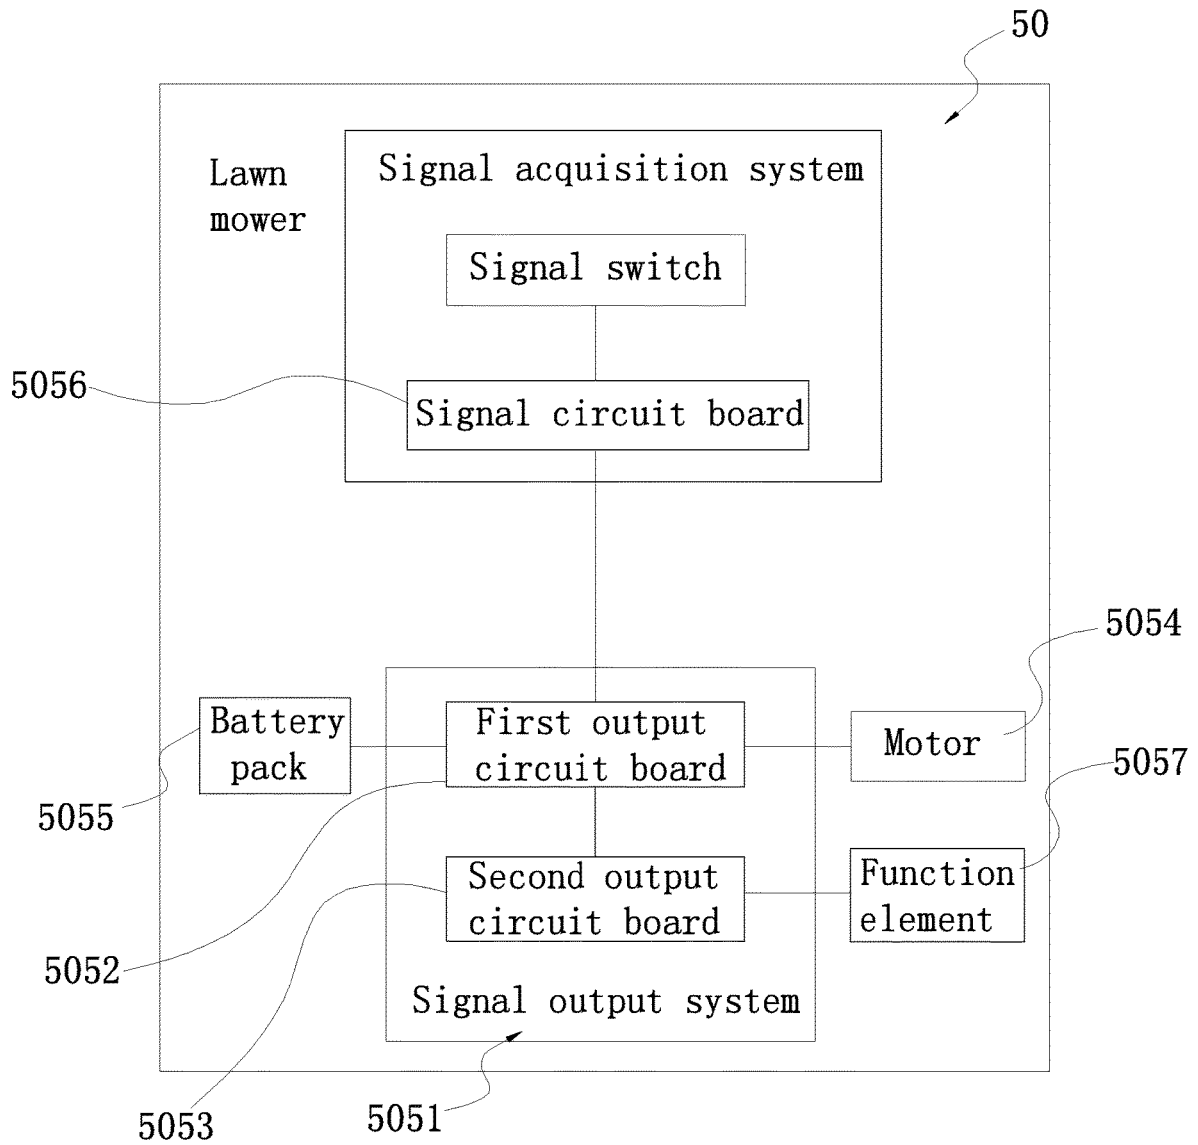 50
Lawn
mower
Signal acquisition system
Signal switch
5056
Signal circuit board
5054
Battery
pack
First output
circuit board
Motor
5057
5055
Second output
circuit board
Function
element
5052
Signal output system
5053
5051